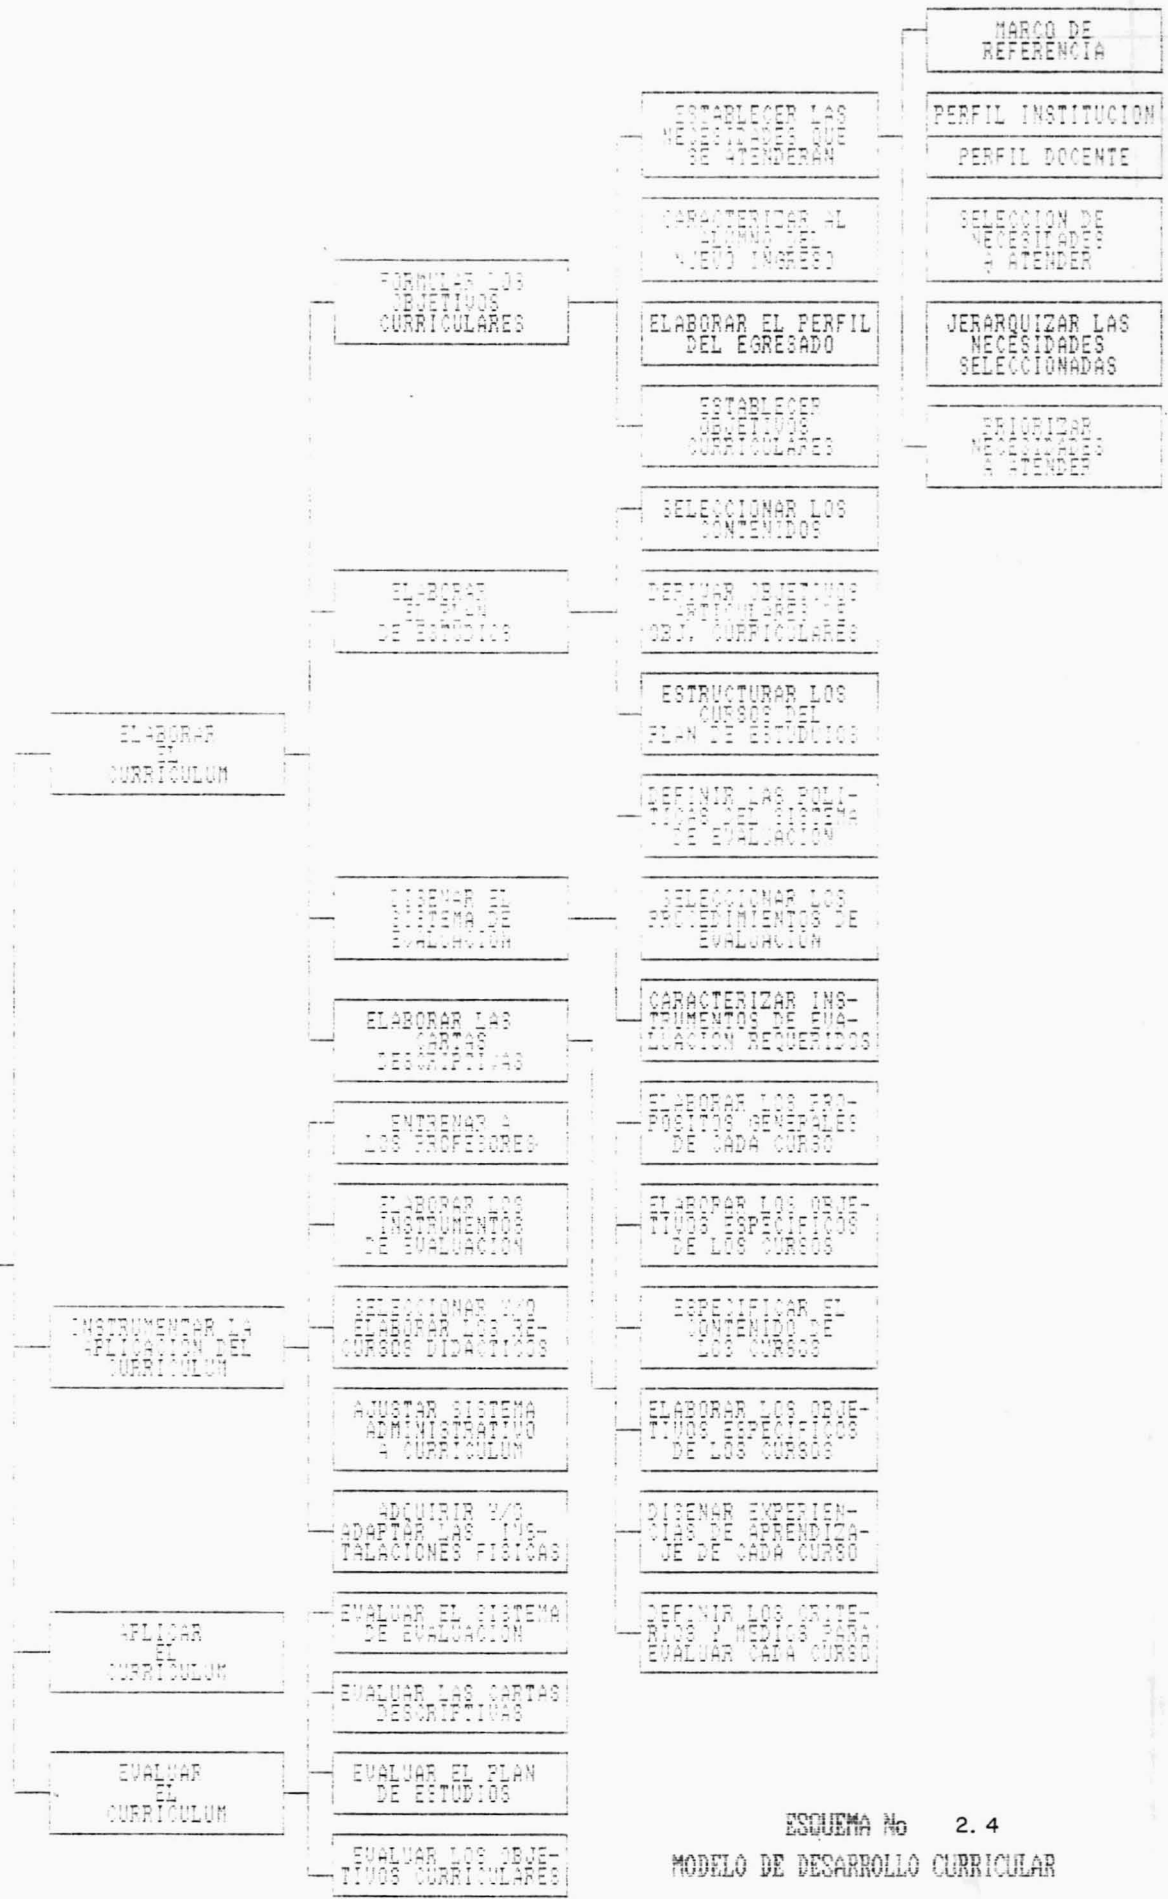 MARCO DE
REFERENCIA
ESTABLECER LAS
NECESIDADES QUE
SE ATENDERAN
PERFIL INSTITUCION
PERFIL DOCENTE
CARACTERIZAR AL
ALUMNO DEL
NUEVO INGRESO
SELECCION DE
NECESIDADES
A ATENDER
FORMULAR LOS
OBJETIVOS
CURRICULARES
ELABORAR EL PERFIL
DEL EGRESADO
JERARQUIZAR LAS
NECESIDADES
SELECCIONADAS
ESTABLECER
OBJETIVOS
CURRICULARES
PRIORIZAR
NECESIDADES
A ATENDER
SELECCIONAR LOS
CONTENIDOS
ELABORAR
EL PLAN
DE ESTUDIOS
DERIVAR OBJETIVOS
ARTICULARES DE
OBJ. CURRICULARES
ESTRUCTURAR LOS
CURSOS DEL
PLAN DE ESTUDUIOS
ELABORAR
EL
CURRICULUM
DEFINIR LAS POLI-
TICAS DEL SISTEMA
DE EVALUACION
DISENAR EL
SISTEMA DE
EVALUACION
SELECCIONAR LOS
PROCEDIMIENTOS DE
EVALUACION
ELABORAR LAS
CARTAS
DESCRIPTIVAS
CARACTERIZAR INS-
TRUMENTOS DE EVA-
LUACION REQUERIDOS
ENTRENAR A
LOS PROFESORES
ELABORAR LOS PRO-
POSITOS GENERALES
DE CADA CURSO
ELABORAR LOS
INSTRUMENTOS
DE EVALUACION
ELABORAR LOS OBJE-
TIVOS ESPECIFICOS
DE LOS CURSOS
INSTRUMENTAR LA
APLICACION DEL
CURRICULUM
SELECCIONAR Y/O
ELABORAR LOS RE-
CURSOS DIDACTICOS
ESPECIFICAR EL
CONTENIDO DE
LOS CURSOS
AJUSTAR SISTEMA
ADMINISTRATIVO
A CURRICULUM
ELABORAR LOS OBJE-
TIVOS ESPECIFICOS
DE LOS CURSOS
ADQUIRIR Y/O
ADAPTAR LAS INS-
TALACIONES FISICAS
DISENAR EXPERIEN-
CIAS DE APRENDIZA-
JE DE CADA CURSO
APLICAR
EL
CURRICULUM
EVALUAR EL SISTEMA
DE EVALUACION
DEFINIR LOS CRITE-
RIOS Y MEDIOS PARA
EVALUAR CADA CURSO
EVALUAR LAS CARTAS
DESCRIPTIVAS
EVALUAR
EL
CURRICULUM
EVALUAR EL PLAN
DE ESTUDIOS
EVALUAR LOS OBJE-
TIVOS CURRICULARES
ESQUEMA No 2.4
MODELO DE DESARROLLO CURRICULAR